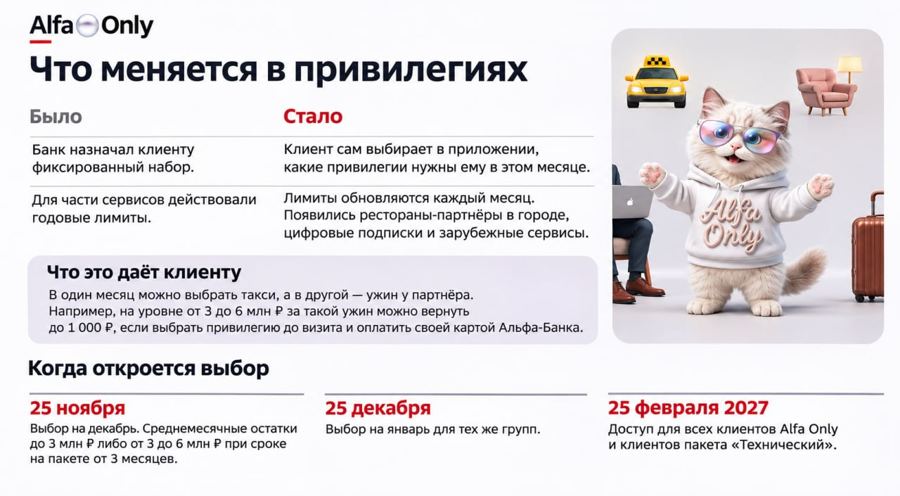 Alfa Only
Что меняется в привилегиях
Было
Стало
Банк назначал клиенту
фиксированный набор.
Клиент сам выбирает в приложении,
какие привилегии нужны ему в этом месяце.
Для части сервисов действовали
годовые лимиты.
Лимиты обновляются каждый месяц.
Появились рестораны-партнёры в городе,
цифровые подписки и зарубежные сервисы.
Что это даёт клиенту
В один месяц можно выбрать такси, а в другой — ужин у партнёра.
Например, на уровне от 3 до 6 млн ₽ за такой ужин можно вернуть
до 1 000 ₽, если выбрать привилегию до визита и оплатить своей картой Альфа-Банка.
Alfa
Only
Когда откроется выбор
25 ноября
Выбор на декабрь. Среднемесячные остатки
до 3 млн ₽ либо от 3 до 6 млн ₽ при сроке
на пакете от 3 месяцев.
25 декабря
Выбор на январь для тех же групп.
25 февраля 2027
Доступ для всех клиентов Alfa Only
и клиентов пакета «Технический».